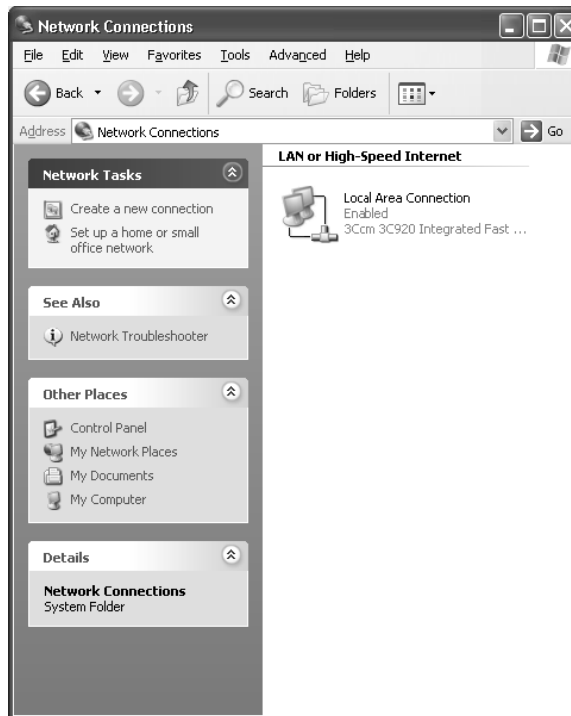 Network Connections
File Edit View Favorites Tools Advanced Help
Back Search Folders
Address Network Connections Go
LAN or High-Speed Internet
Local Area Connection
Enabled
3Com 3C920 Integrated Fast ...
Network Tasks
Create a new connection
Set up a home or small
office network
See Also
Network Troubleshooter
Other Places
Control Panel
My Network Places
My Documents
My Computer
Details
Network Connections
System Folder